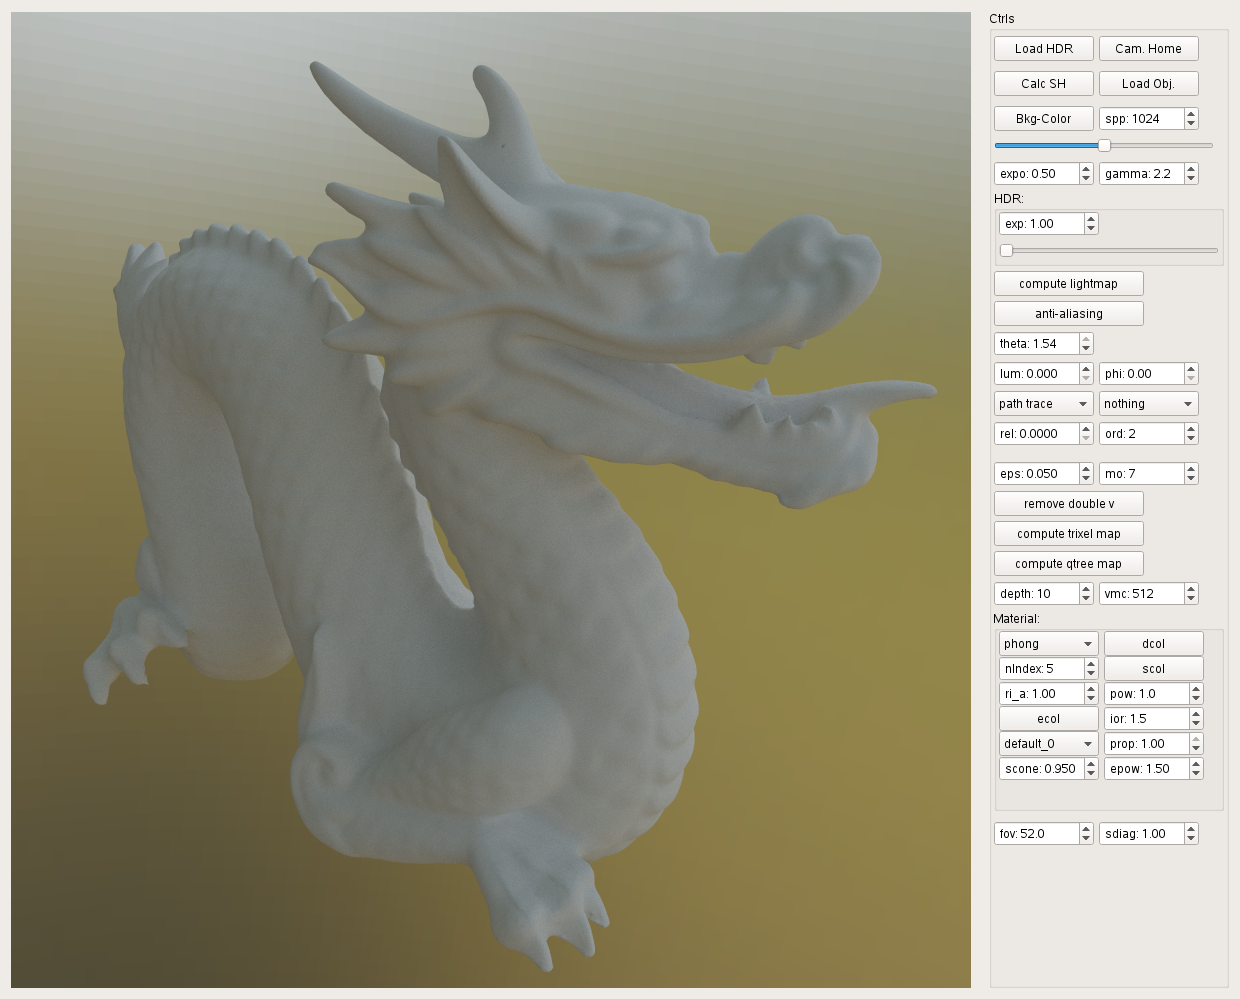 Ctrls
Load HDR Cam. Home
Calc SH Load Obj.
Bkg-Color spp: 1024
expo: 0.50 gamma: 2.2
HDR:
exp: 1.00
compute lightmap
anti-aliasing
theta: 1.54
lum: 0.000 phi: 0.00
path trace nothing
rel: 0.0000 ord: 2
eps: 0.050 mo: 7
remove double v
compute trixel map
compute qtree map
depth: 10 vmc: 512
Material:
phong dcol
nIndex: 5 scol
ri_a: 1.00 pow: 1.0
ecol ior: 1.5
default_0 prop: 1.00
scone: 0.950 epow: 1.50
fov: 52.0 sdiag: 1.00